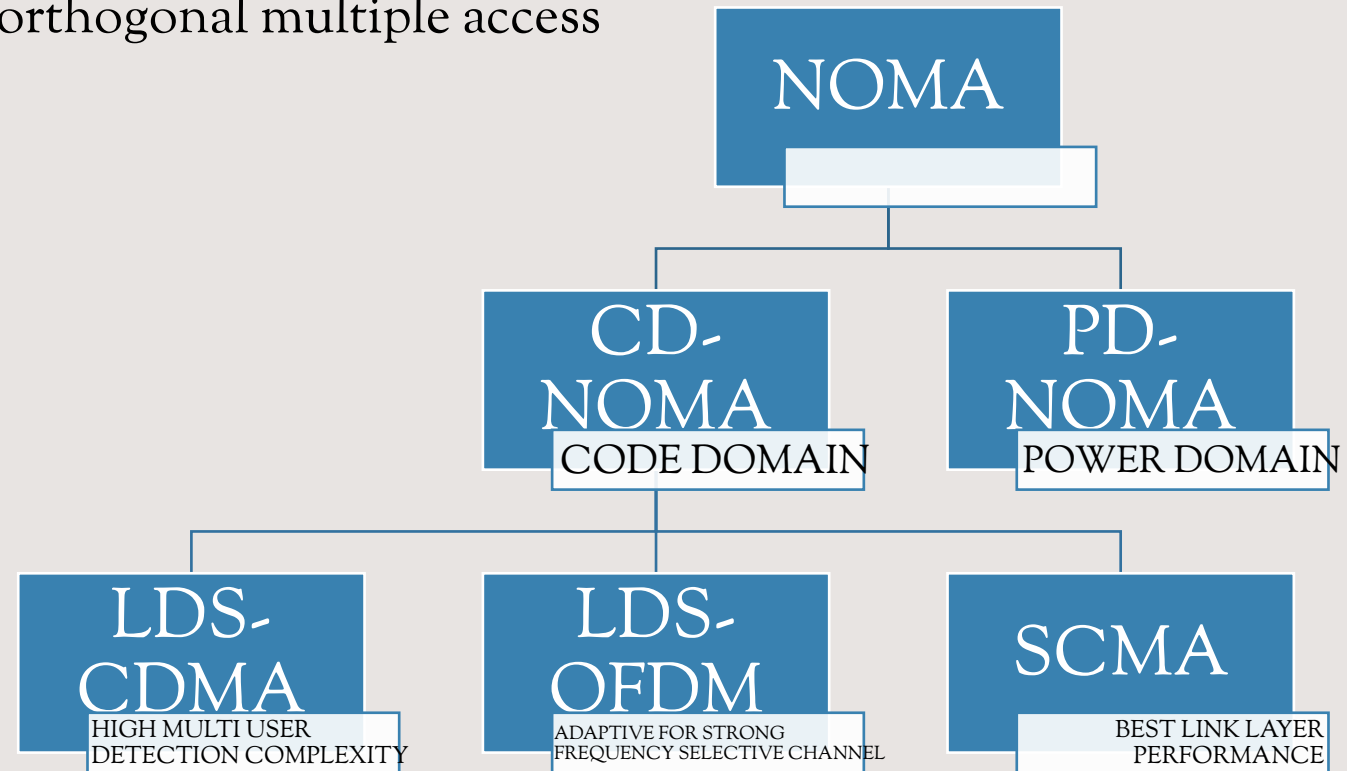 orthogonal multiple access
NOMA
CD-
NOMA
CODE DOMAIN
PD-
NOMA
POWER DOMAIN
LDS-
CDMA
HIGH MULTI USER
DETECTION COMPLEXITY
LDS-
OFDM
ADAPTIVE FOR STRONG
FREQUENCY SELECTIVE CHANNEL
SCMA
BEST LINK LAYER
PERFORMANCE